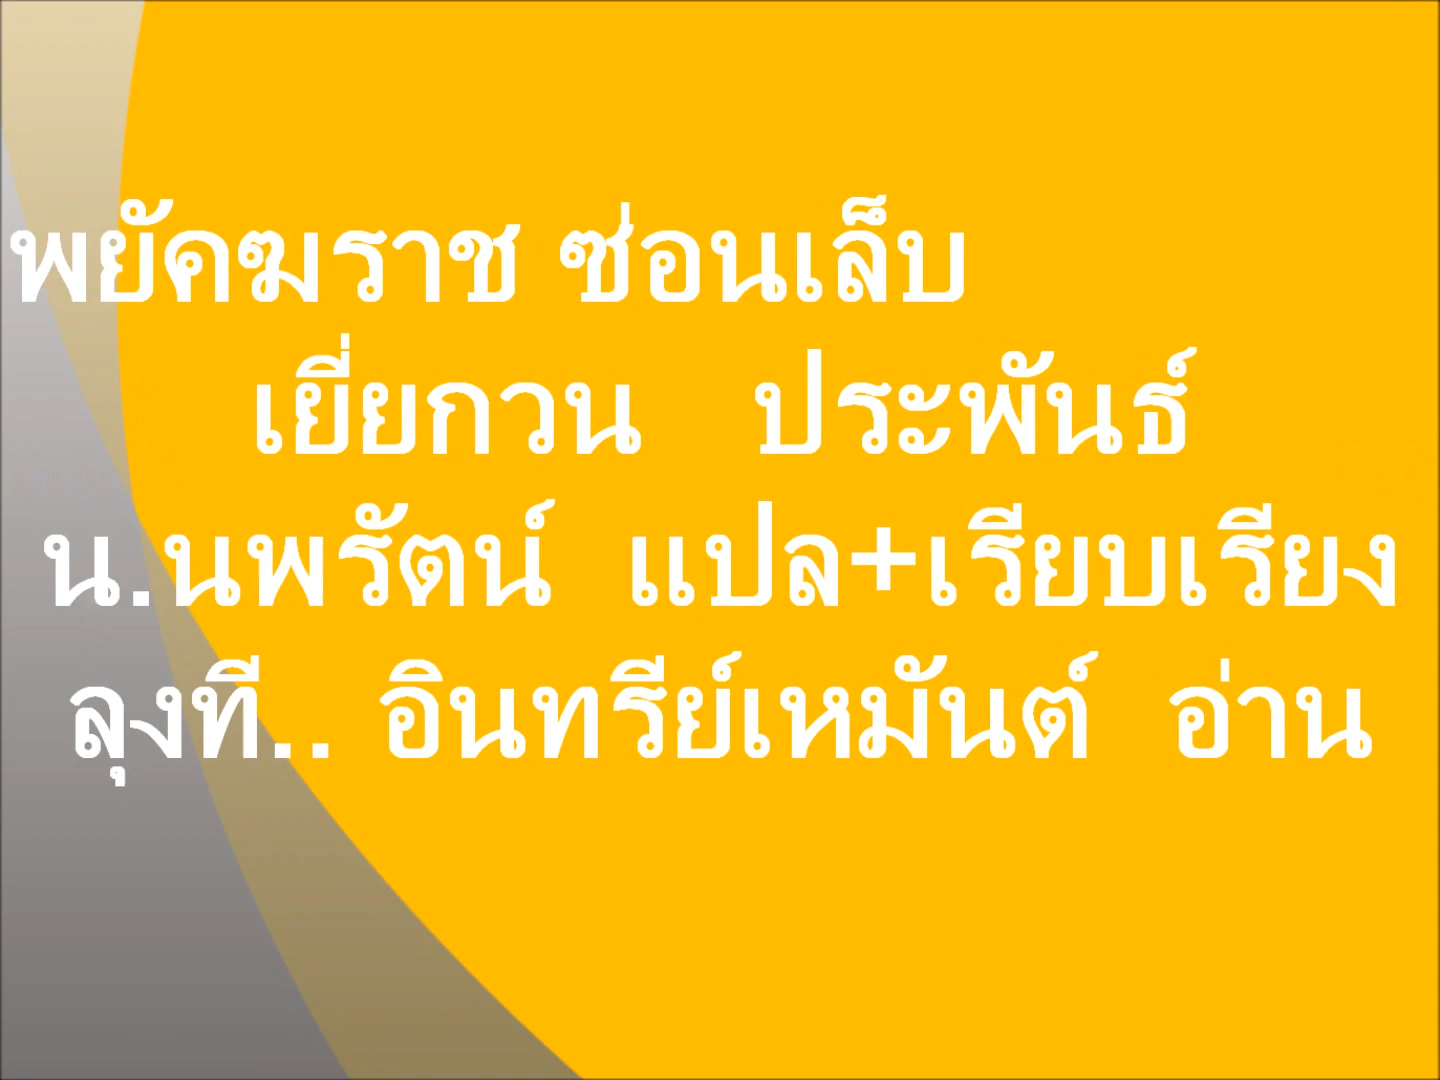 พยัคฆราช ซ่อนเล็บ
เยี่ยกวน ประพันธ์
น.นพรัตน์ แปล+เรียบเรียง
ลุงที.. อินทรีย์เหมันต์ อ่าน